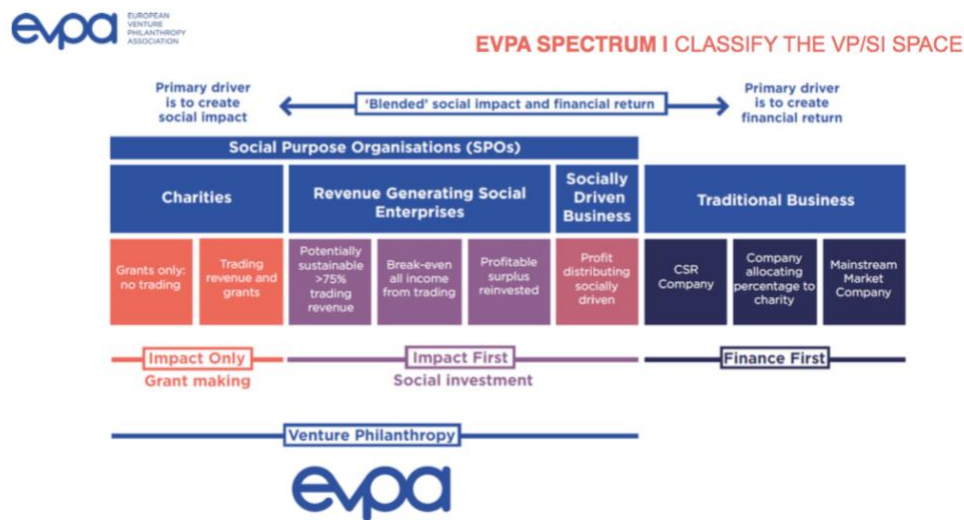 evpa
EUROPEAN
VENTURE
PHILANTHROPY
ASSOCIATION
EVPA SPECTRUM I CLASSIFY THE VP/SI SPACE
Primary driver
is to create
social impact
‘Blended’ social impact and financial return
Primary driver
is to create
financial return
Social Purpose Organisations (SPOs)
Charities
Revenue Generating Social
Enterprises
Socially
Driven
Business
Traditional Business
Grants only:
no trading
Trading
revenue and
grants
Potentially
sustainable
>75%
trading
revenue
Break-even
all income
from trading
Profitable
surplus
reinvested
Profit
distributing
socially
driven
CSR
Company
Company
allocating
percentage to
charity
Mainstream
Market
Company
Impact Only
Grant making
Impact First
Social investment
Finance First
Venture Philanthropy
evpa